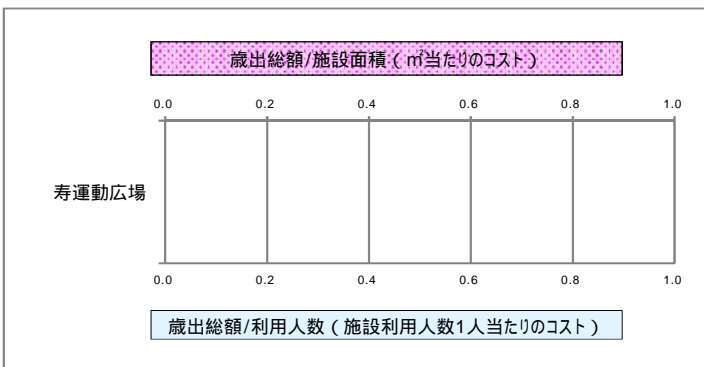 歳出総額/施設面積(㎡当たりのコスト)
0.0 0.2 0.4 0.6 0.8 1.0
寿運動広場
0.0 0.2 0.4 0.6 0.8 1.0
歳出総額/利用人数(施設利用人数1人当たりのコスト)